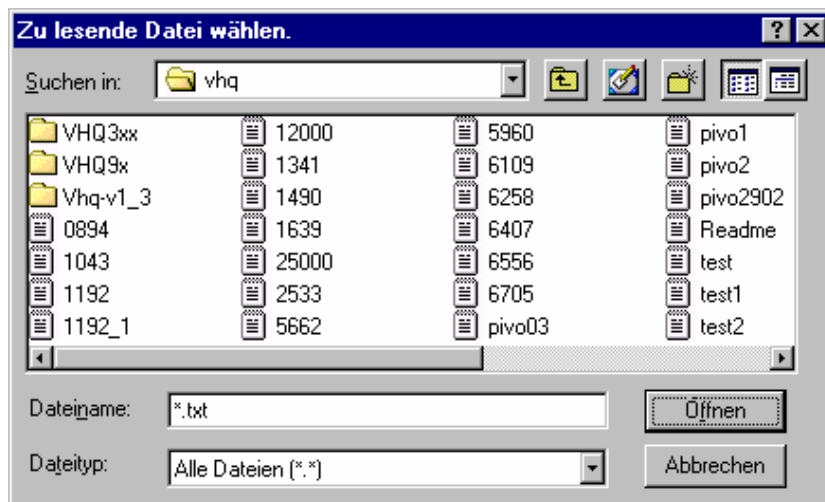 Zu lesende Datei wählen.
Suchen in: vhq
VHQ3xx 12000 5960 pivo1
VHQ9x 1341 6109 pivo2
Vhq-v1_3 1490 6258 pivo2902
0894 1639 6407 Readme
1043 25000 6556 test
1192 2533 6705 test1
1192_1 5662 pivo03 test2
Dateiname: *.txt Öffnen
Dateityp: Alle Dateien (*.*) Abbrechen